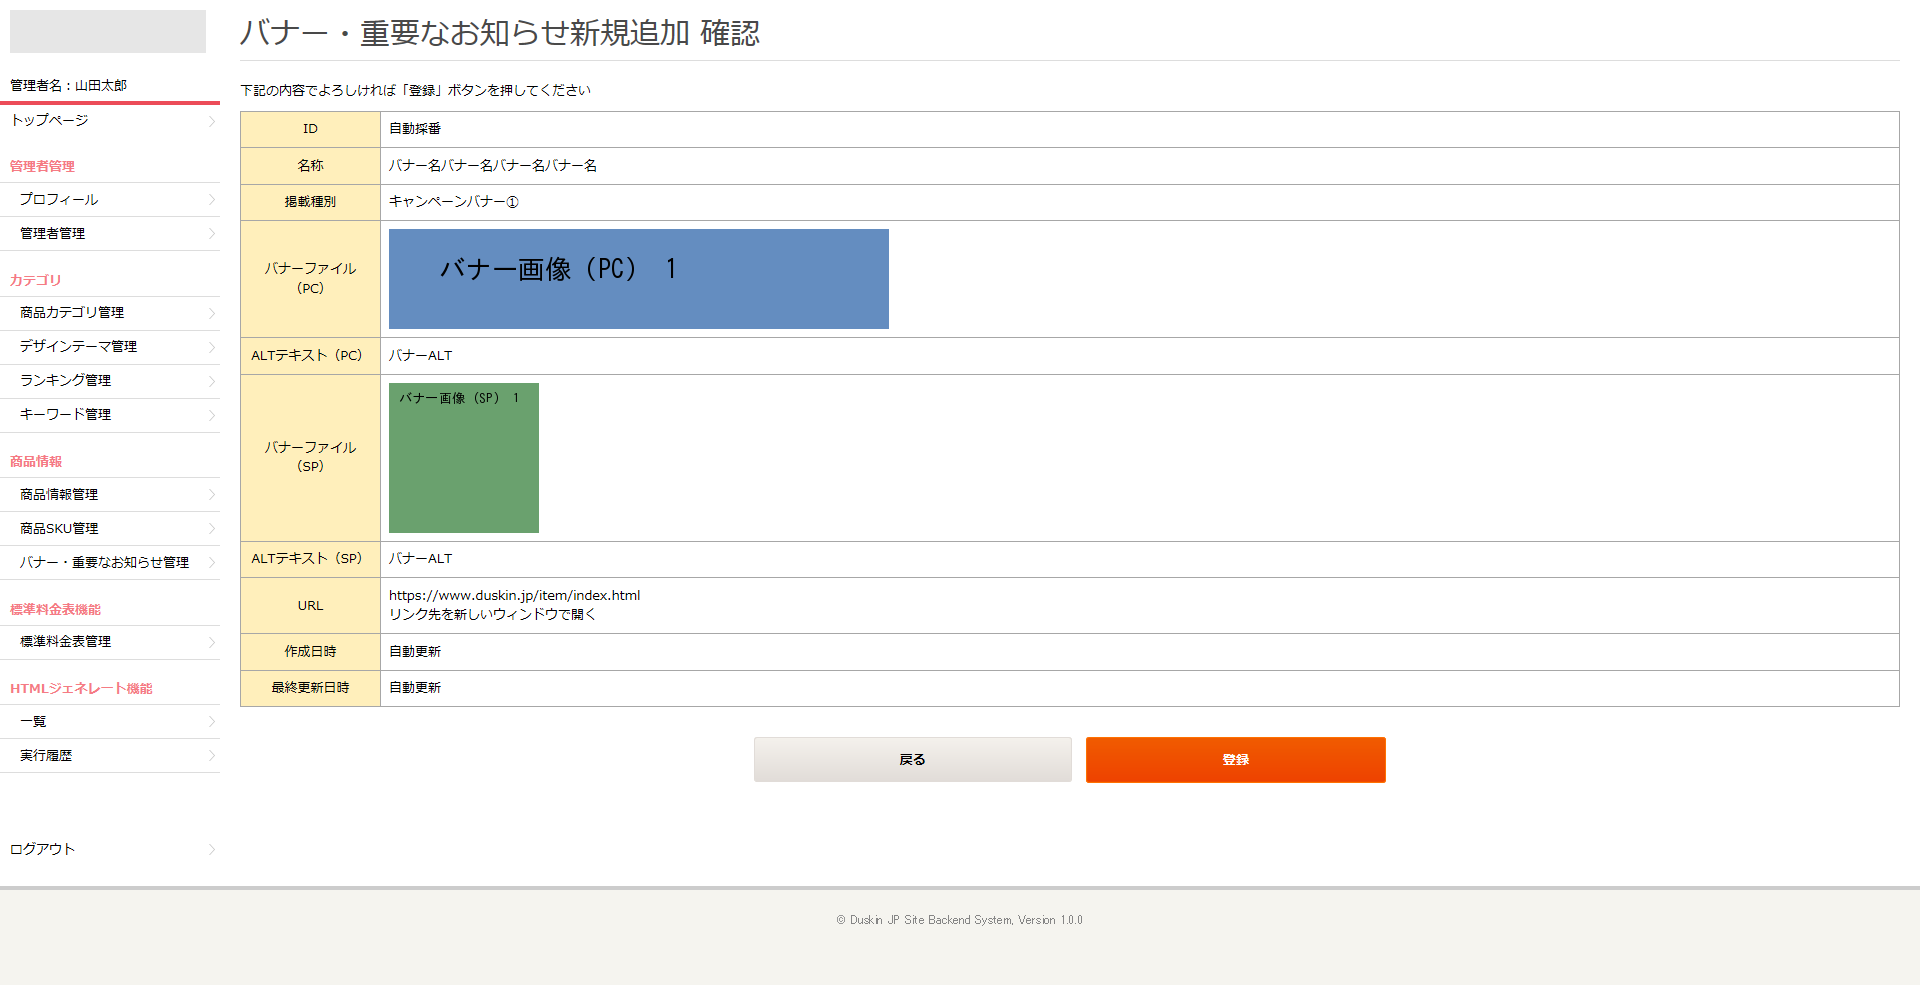 バナー・重要なお知らせ新規追加 確認
管理者名：山田太郎
トップページ
管理者管理
プロフィール
管理者管理
カテゴリ
商品カテゴリ管理
デザインテーマ管理
ランキング管理
キーワード管理
商品情報
商品情報管理
商品SKU管理
バナー・重要なお知らせ管理
標準料金表機能
標準料金表管理
HTMLジェネレート機能
一覧
実行履歴
ログアウト
下記の内容でよろしければ「登録」ボタンを押してください
ID 自動採番
名称 バナー名バナー名バナー名バナー名
掲載種別 キャンペーンバナー①
バナーファイル
（PC）
バナー画像（PC） 1
ALTテキスト（PC） バナーALT
バナーファイル
（SP）
バナー画像（SP） 1
ALTテキスト（SP） バナーALT
URL
https://www.duskin.jp/item/index.html
リンク先を新しいウィンドウで開く
作成日時 自動更新
最終更新日時 自動更新
戻る 登録
© Duskin JP Site Backend System, Version 1.0.0